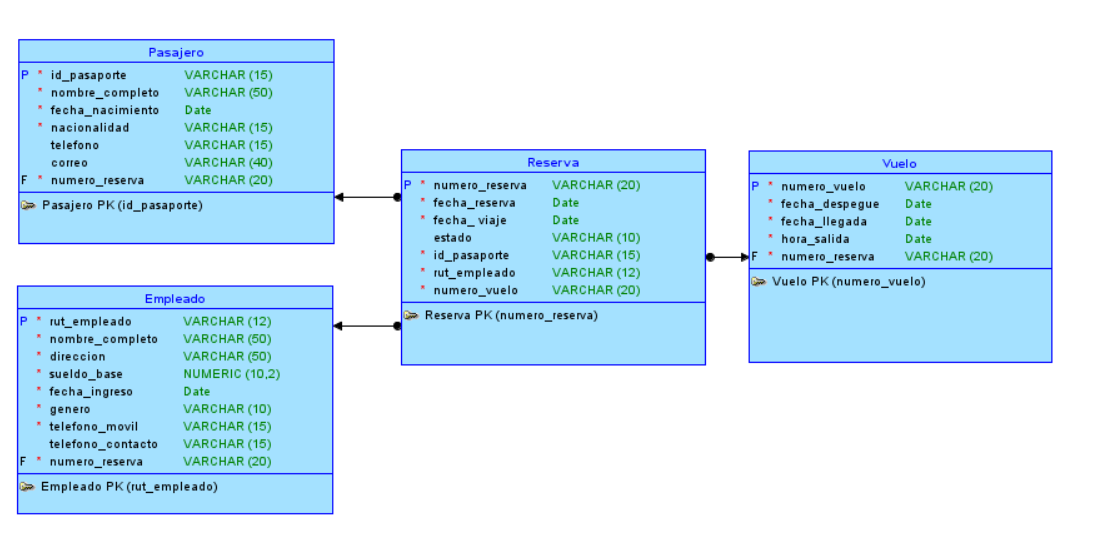 Pasajero
P * id_pasaporte VARCHAR (15)
* nombre_completo VARCHAR (50)
* fecha_nacimiento Date
* nacionalidad VARCHAR (15)
telefono VARCHAR (15)
correo VARCHAR (40)
F * numero_reserva VARCHAR (20)
Pasajero PK (id_pasaporte)
Empleado
P * rut_empleado VARCHAR (12)
* nombre_completo VARCHAR (50)
* direccion VARCHAR (50)
* sueldo_base NUMERIC (10,2)
* fecha_ingreso Date
* genero VARCHAR (10)
* telefono_movil VARCHAR (15)
telefono_contacto VARCHAR (15)
F * numero_reserva VARCHAR (20)
Empleado PK (rut_empleado)
Reserva
P * numero_reserva VARCHAR (20)
* fecha_reserva Date
* fecha_ viaje Date
estado VARCHAR (10)
* id_pasaporte VARCHAR (15)
* rut_empleado VARCHAR (12)
* numero_vuelo VARCHAR (20)
Reserva PK (numero_reserva)
Vuelo
P * numero_vuelo VARCHAR (20)
* fecha_despegue Date
* fecha_llegada Date
* hora_salida Date
F * numero_reserva VARCHAR (20)
Vuelo PK (numero_vuelo)